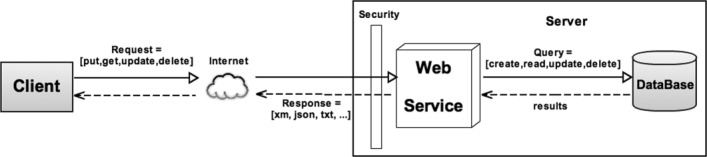 Security
Server
Request =
[put,get,update,delete]
Internet
Query =
[create,read,update,delete]
Client
Web
Service
DataBase
Response =
[xm, json, txt, ...]
results